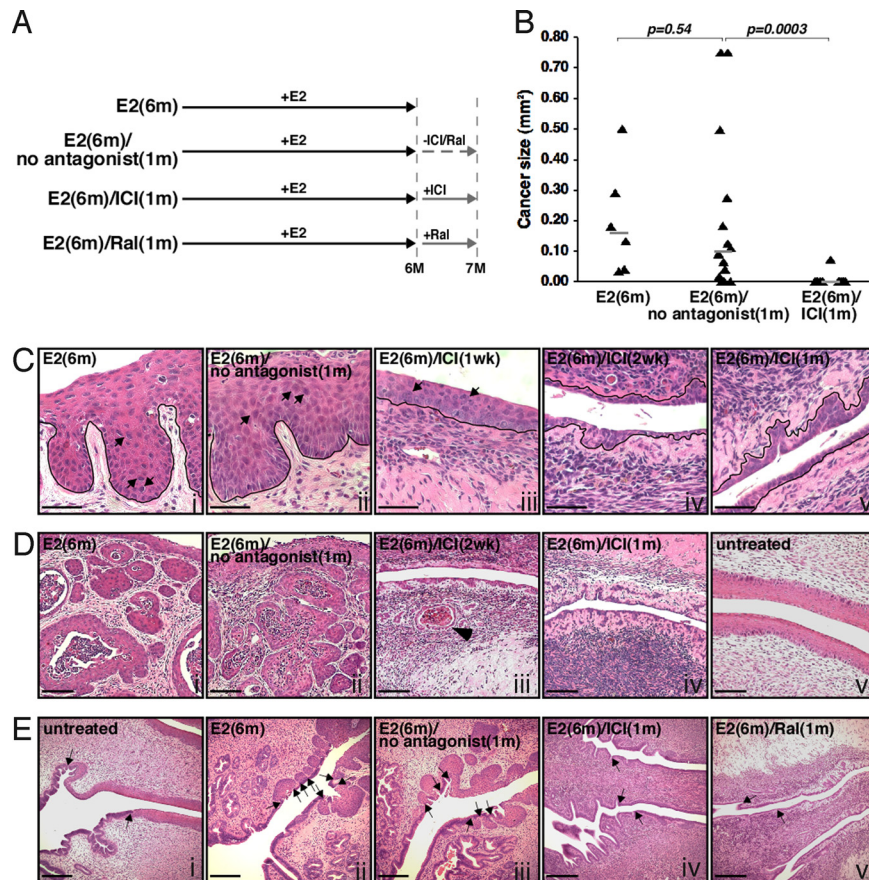 A
E2(6m)
+E2
E2(6m)/
no antagonist(1m)
+E2
-ICI/Ral
E2(6m)/ICI(1m)
+E2
+ICI
E2(6m)/Ral(1m)
+E2
+Ral
6M
7M
B
p=0.54
p=0.0003
Cancer size (mm²)
0.80
0.70
0.60
0.50
0.40
0.30
0.20
0.10
0.00
E2(6m)
E2(6m)/
no antagonist(1m)
E2(6m)/
ICI(1m)
C
E2(6m)
i
E2(6m)/
no antagonist(1m)
ii
E2(6m)/ICI(1wk)
iii
E2(6m)/ICI(2wk)
iv
E2(6m)/ICI(1m)
v
D
E2(6m)
i
E2(6m)/
no antagonist(1m)
ii
E2(6m)/ICI(2wk)
iii
E2(6m)/ICI(1m)
iv
untreated
v
E
untreated
i
E2(6m)
ii
E2(6m)/
no antagonist(1m)
iii
E2(6m)/ICI(1m)
iv
E2(6m)/Ral(1m)
v